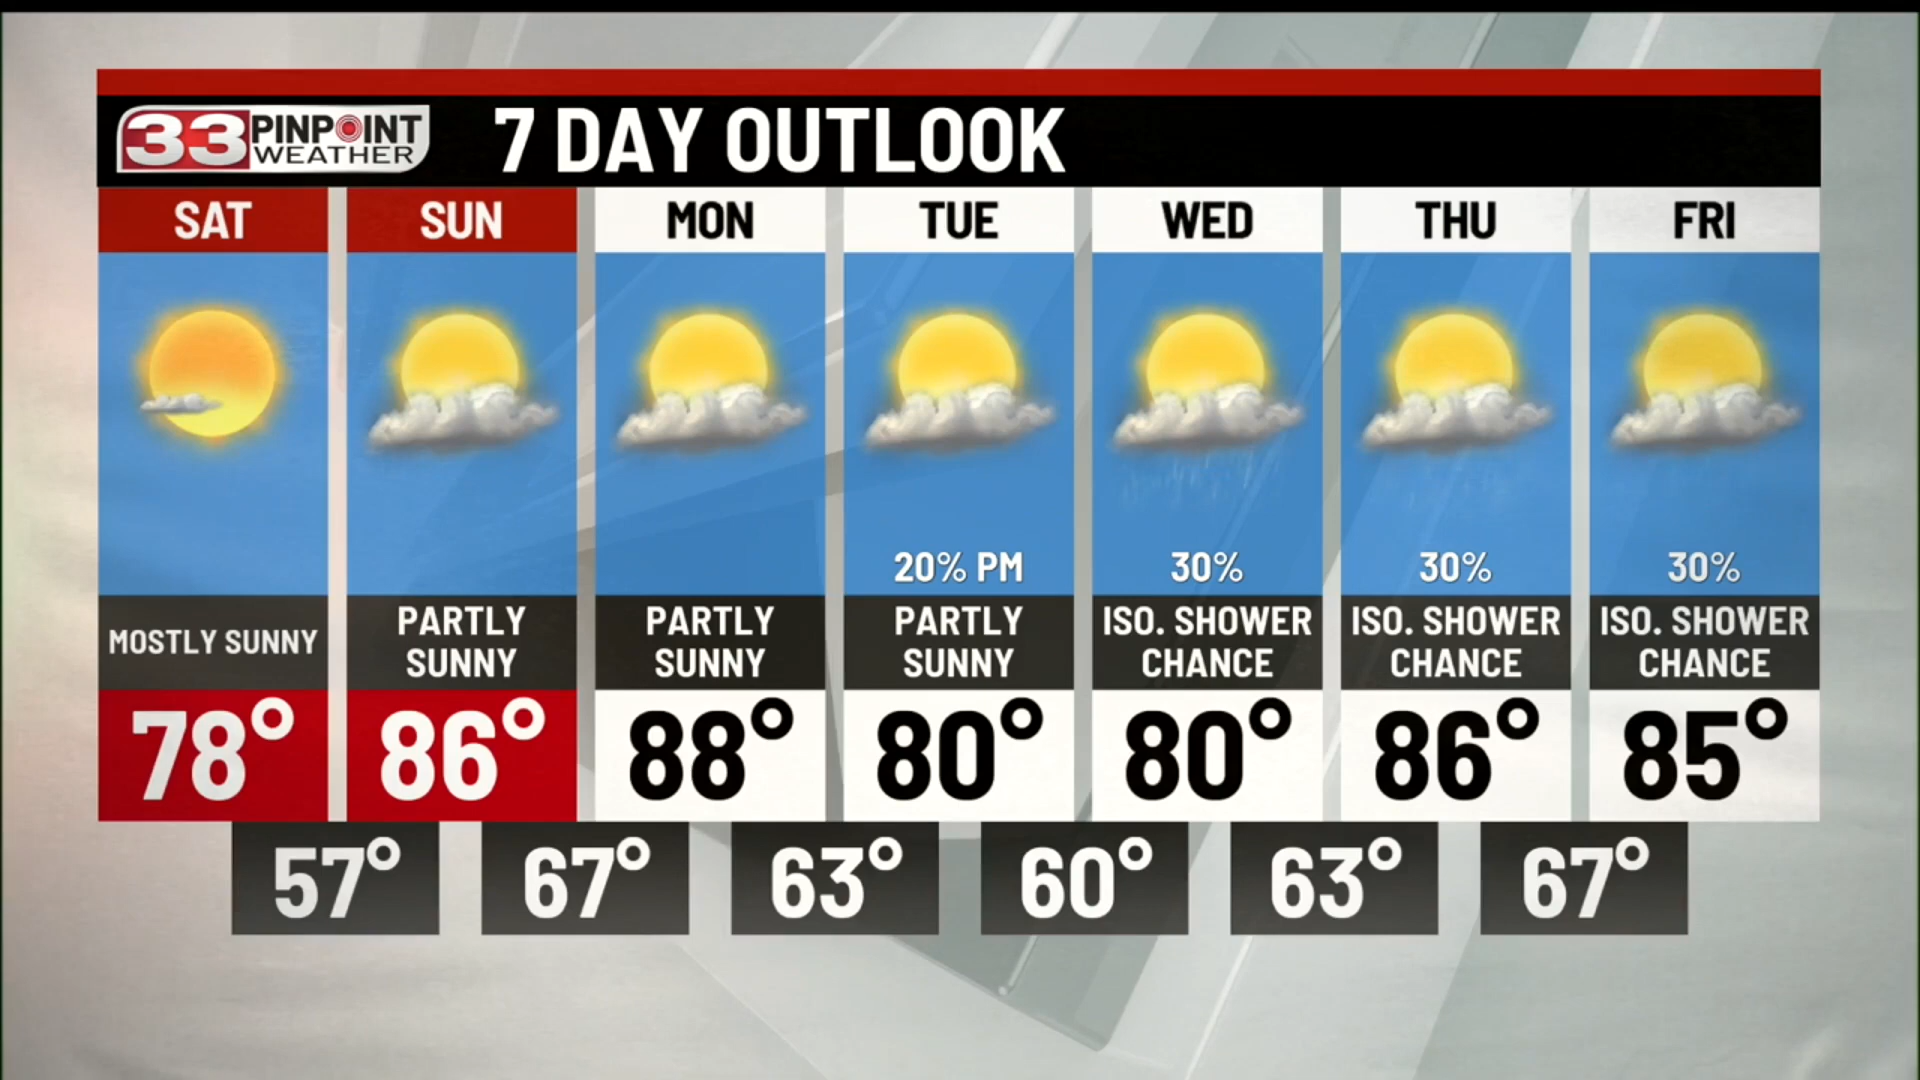 33 PINPOINT WEATHER
7 DAY OUTLOOK
SAT SUN MON TUE WED THU FRI
20% PM 30% 30% 30%
MOSTLY SUNNY
PARTLY SUNNY
PARTLY SUNNY
PARTLY SUNNY
ISO. SHOWER CHANCE
ISO. SHOWER CHANCE
ISO. SHOWER CHANCE
78° 86° 88° 80° 80° 86° 85°
57° 67° 63° 60° 63° 67°